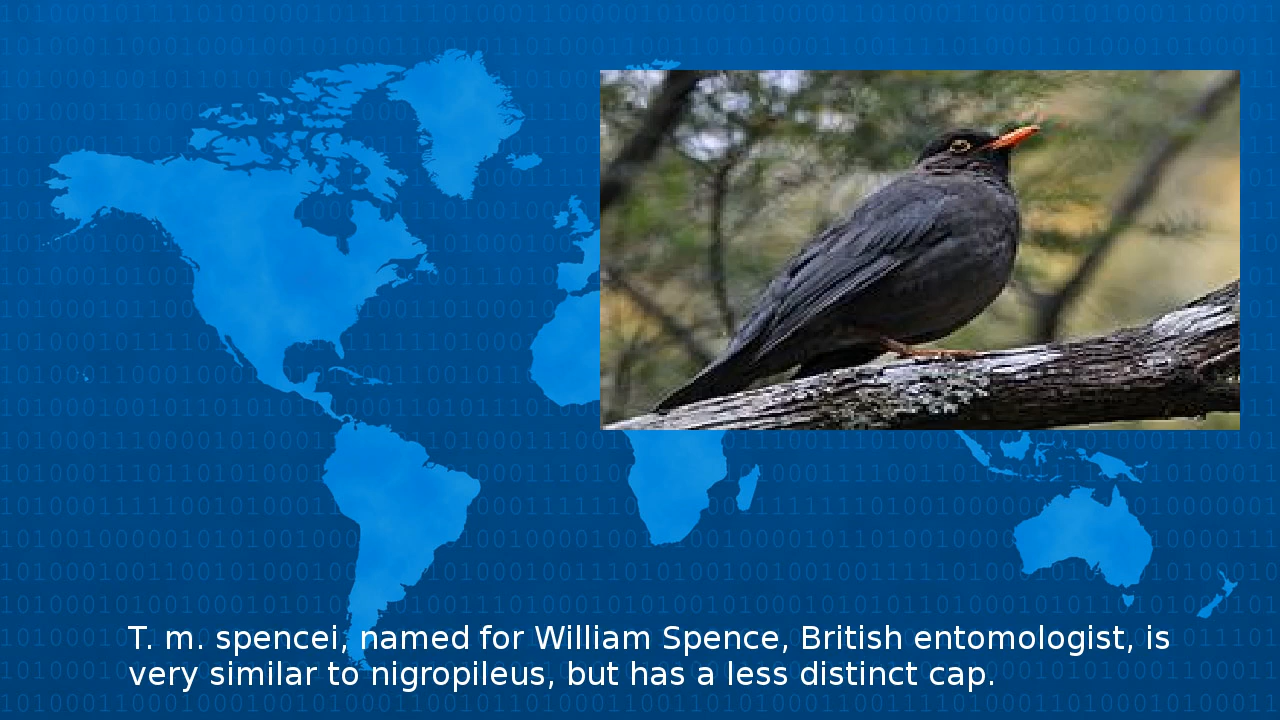 T. m. spencei, named for William Spence, British entomologist, is
very similar to nigropileus, but has a less distinct cap.